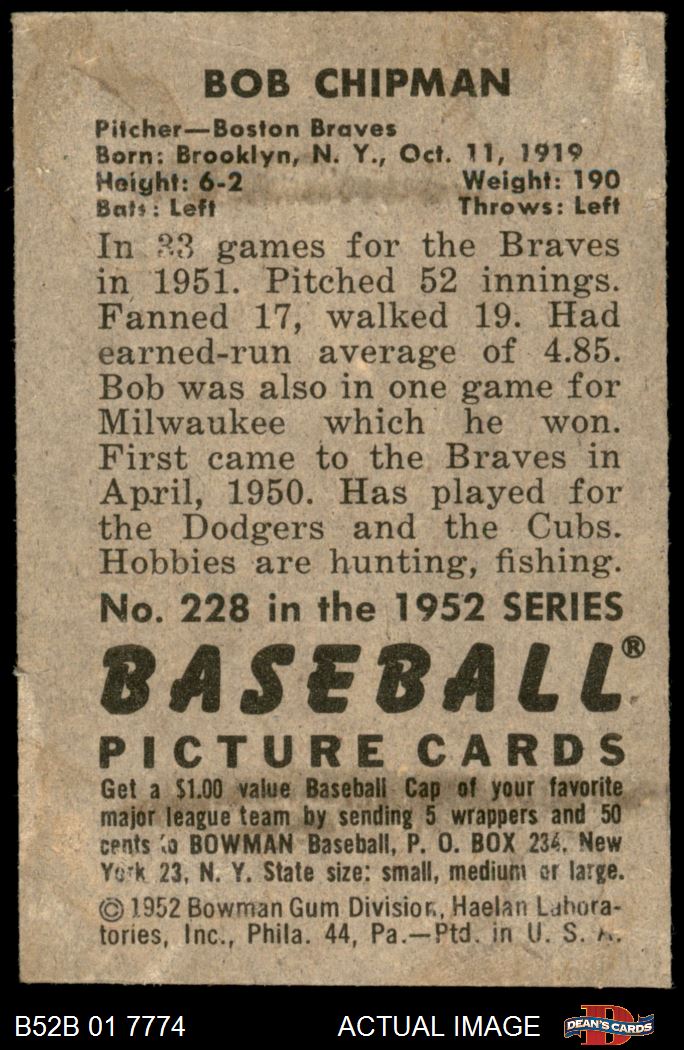 BOB CHIPMAN
Pitcher—Boston Braves
Born: Brooklyn, N. Y., Oct. 11, 1919
Height: 6-2 Weight: 190
Bats: Left Throws: Left
In 33 games for the Braves
in 1951. Pitched 52 innings.
Fanned 17, walked 19. Had
earned-run average of 4.85.
Bob was also in one game for
Milwaukee which he won.
First came to the Braves in
April, 1950. Has played for
the Dodgers and the Cubs.
Hobbies are hunting, fishing.
No. 228 in the 1952 SERIES
BASEBALL®
PICTURE CARDS
Get a $1.00 value Baseball Cap of your favorite
major league team by sending 5 wrappers and 50
cents to BOWMAN Baseball, P. O. BOX 234, New
York 23, N. Y. State size: small, medium or large.
© 1952 Bowman Gum Division, Haelan Labora-
tories, Inc., Phila. 44, Pa.—Ptd. in U. S. A.
B52B 01 7774 ACTUAL IMAGE DEAN'S CARDS